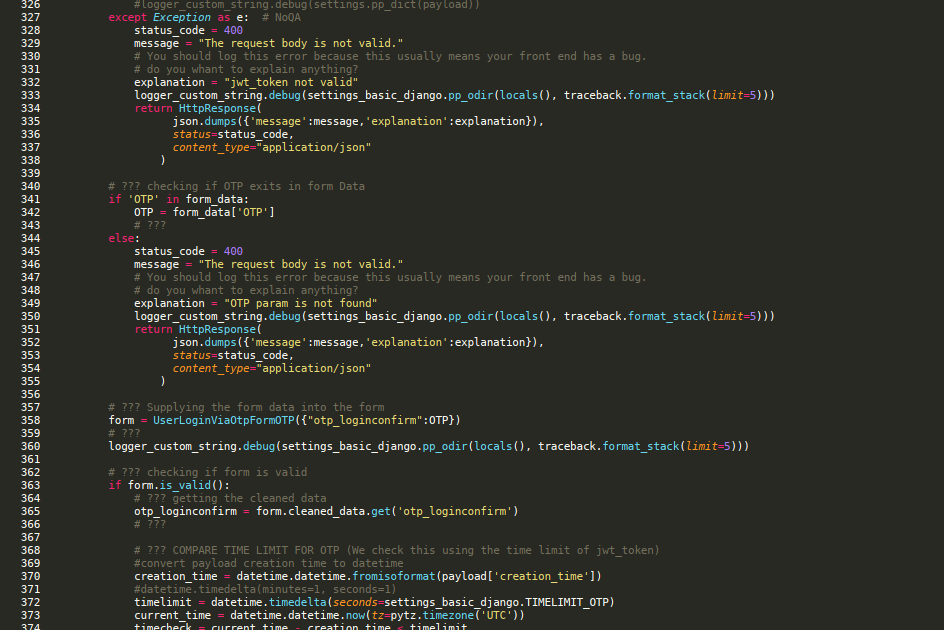 326 #logger_custom_string.debug(settings.pp_dict(payload))
327 except Exception as e:  # NoQA
328 status_code = 400
329 message = "The request body is not valid."
330 # You should log this error because this usually means your front end has a bug.
331 # do you whant to explain anything?
332 explanation = "jwt_token not valid"
333 logger_custom_string.debug(settings_basic_django.pp_odir(locals(), traceback.format_stack(limit=5)))
334 return HttpResponse(
335 json.dumps({'message':message,'explanation':explanation}),
336 status=status_code,
337 content_type="application/json"
338 )
339
340 # ??? checking if OTP exits in form Data
341 if 'OTP' in form_data:
342 OTP = form_data['OTP']
343 # ???
344 else:
345 status_code = 400
346 message = "The request body is not valid."
347 # You should log this error because this usually means your front end has a bug.
348 # do you whant to explain anything?
349 explanation = "OTP param is not found"
350 logger_custom_string.debug(settings_basic_django.pp_odir(locals(), traceback.format_stack(limit=5)))
351 return HttpResponse(
352 json.dumps({'message':message,'explanation':explanation}),
353 status=status_code,
354 content_type="application/json"
355 )
356
357 # ??? Supplying the form data into the form
358 form = UserLoginViaOtpFormOTP({"otp_loginconfirm":OTP})
359 # ???
360 logger_custom_string.debug(settings_basic_django.pp_odir(locals(), traceback.format_stack(limit=5)))
361
362 # ??? checking if form is valid
363 if form.is_valid():
364 # ??? getting the cleaned data
365 otp_loginconfirm = form.cleaned_data.get('otp_loginconfirm')
366 # ???
367
368 # ??? COMPARE TIME LIMIT FOR OTP (We check this using the time limit of jwt_token)
369 #convert payload creation time to datetime
370 creation_time = datetime.datetime.fromisoformat(payload['creation_time'])
371 #datetime.timedelta(minutes=1, seconds=1)
372 timelimit = datetime.timedelta(seconds=settings_basic_django.TIMELIMIT_OTP)
373 current_time = datetime.datetime.now(tz=pytz.timezone('UTC'))
374 timecheck = current_time - creation_time < timelimit